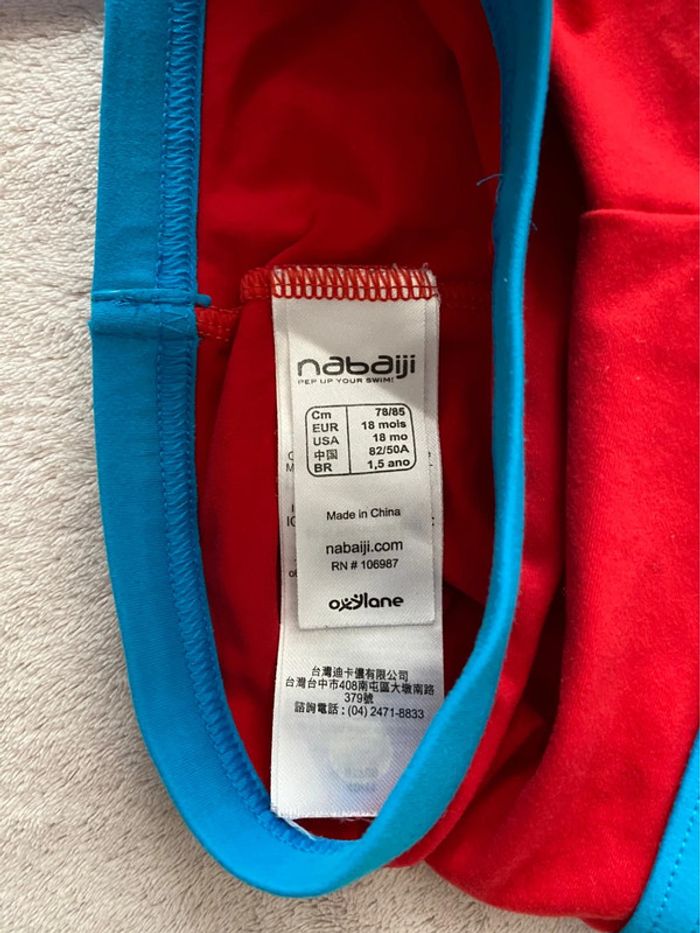 nabaiji
PEP UP YOUR SWIM!
Cm 78/85
EUR 18 mois
USA 18 mo
中国 82/50A
BR 1,5 ano
Made in China
nabaiji.com
RN # 106987
oxylane
台灣迪卡儂有限公司
台灣台中市408南屯區大墩南路
379號
諮詢電話 : (04) 2471-8833